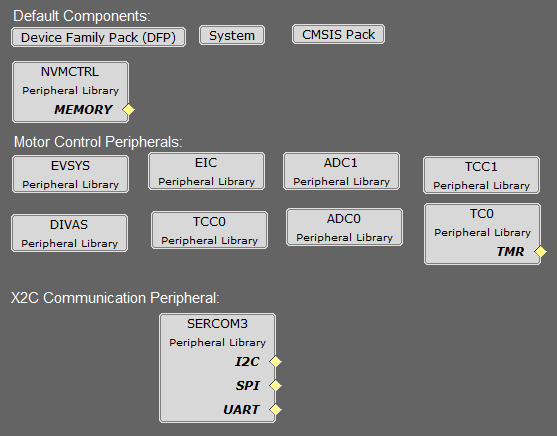 Default Components:
Device Family Pack (DFP) System CMSIS Pack
NVMCTRL
Peripheral Library
MEMORY
Motor Control Peripherals:
EVSYS
Peripheral Library
EIC
Peripheral Library
ADC1
Peripheral Library
TCC1
Peripheral Library
DIVAS
Peripheral Library
TCC0
Peripheral Library
ADC0
Peripheral Library
TC0
Peripheral Library
TMR
X2C Communication Peripheral:
SERCOM3
Peripheral Library
I2C
SPI
UART